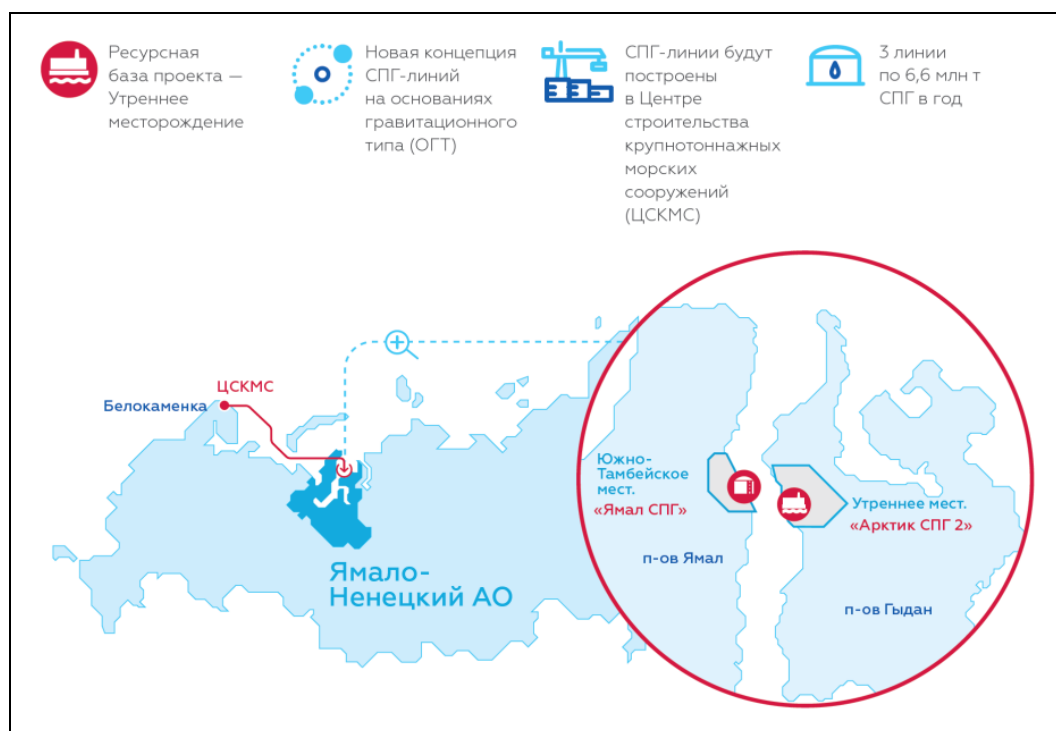 Ресурсная
база проекта —
Утреннее
месторождение
Новая концепция
СПГ-линий
на основаниях
гравитационного
типа (ОГТ)
СПГ-линии будут
построены
в Центре
строительства
крупнотоннажных
морских
сооружений
(ЦСКМС)
3 линии
по 6,6 млн т
СПГ в год
ЦСКМС
Белокаменка
Ямало-
Ненецкий АО
Южно-
Тамбейское
мест.
«Ямал СПГ»
Утреннее мест.
«Арктик СПГ 2»
п-ов Ямал
п-ов Гыдан